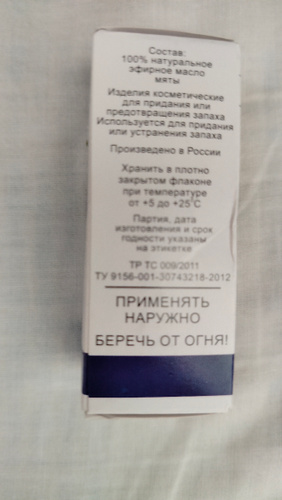 Состав:
100% натуральное
эфирное масло
мяты
Изделия косметические
для придания или
предотвращения запаха
Используется для придания
или устранения запаха
Произведено в России
Хранить в плотно
закрытом флаконе
при температуре
от +5 до +25°С
Партия, дата
изготовления и срок
годности указаны
на этикетке
ТР ТС 009/2011
ТУ 9156-001-30743218-2012
ПРИМЕНЯТЬ
НАРУЖНО
БЕРЕЧЬ ОТ ОГНЯ!